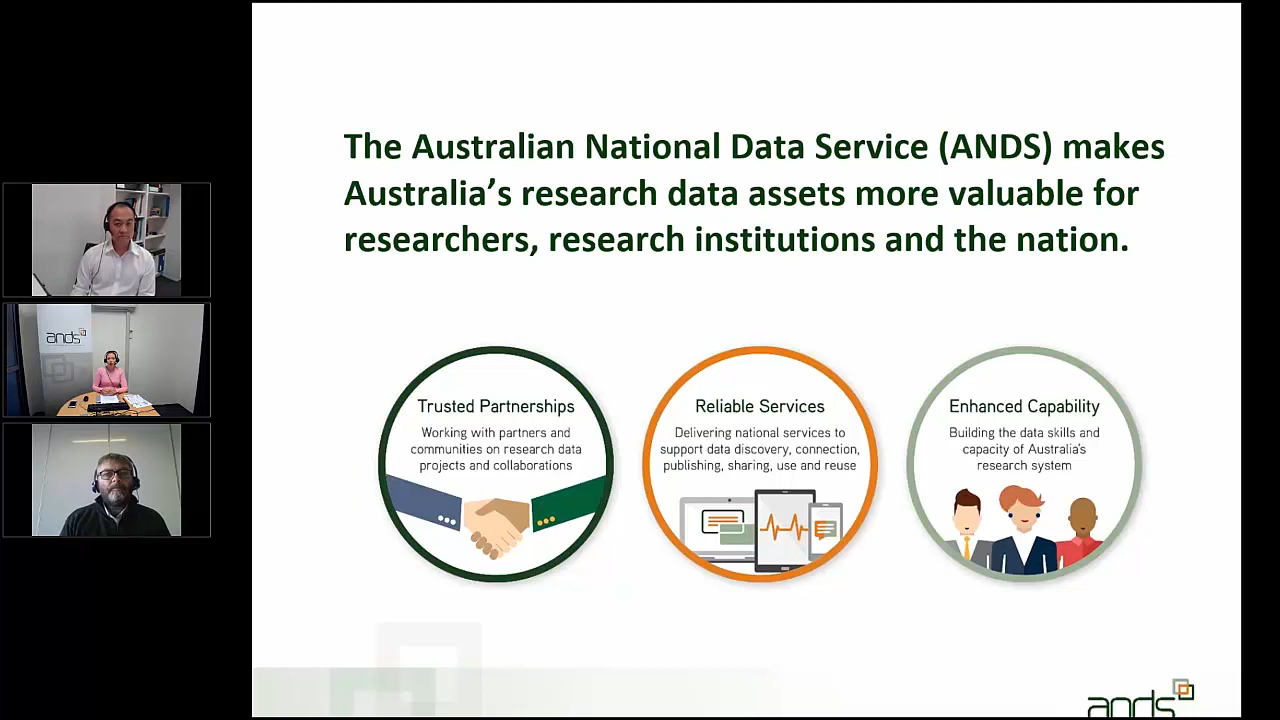 The Australian National Data Service (ANDS) makes
Australia’s research data assets more valuable for
researchers, research institutions and the nation.
Trusted Partnerships
Working with partners and
communities on research data
projects and collaborations
Reliable Services
Delivering national services to
support data discovery, connection,
publishing, sharing, use and reuse
Enhanced Capability
Building the data skills and
capacity of Australia's
research system
ands
ands